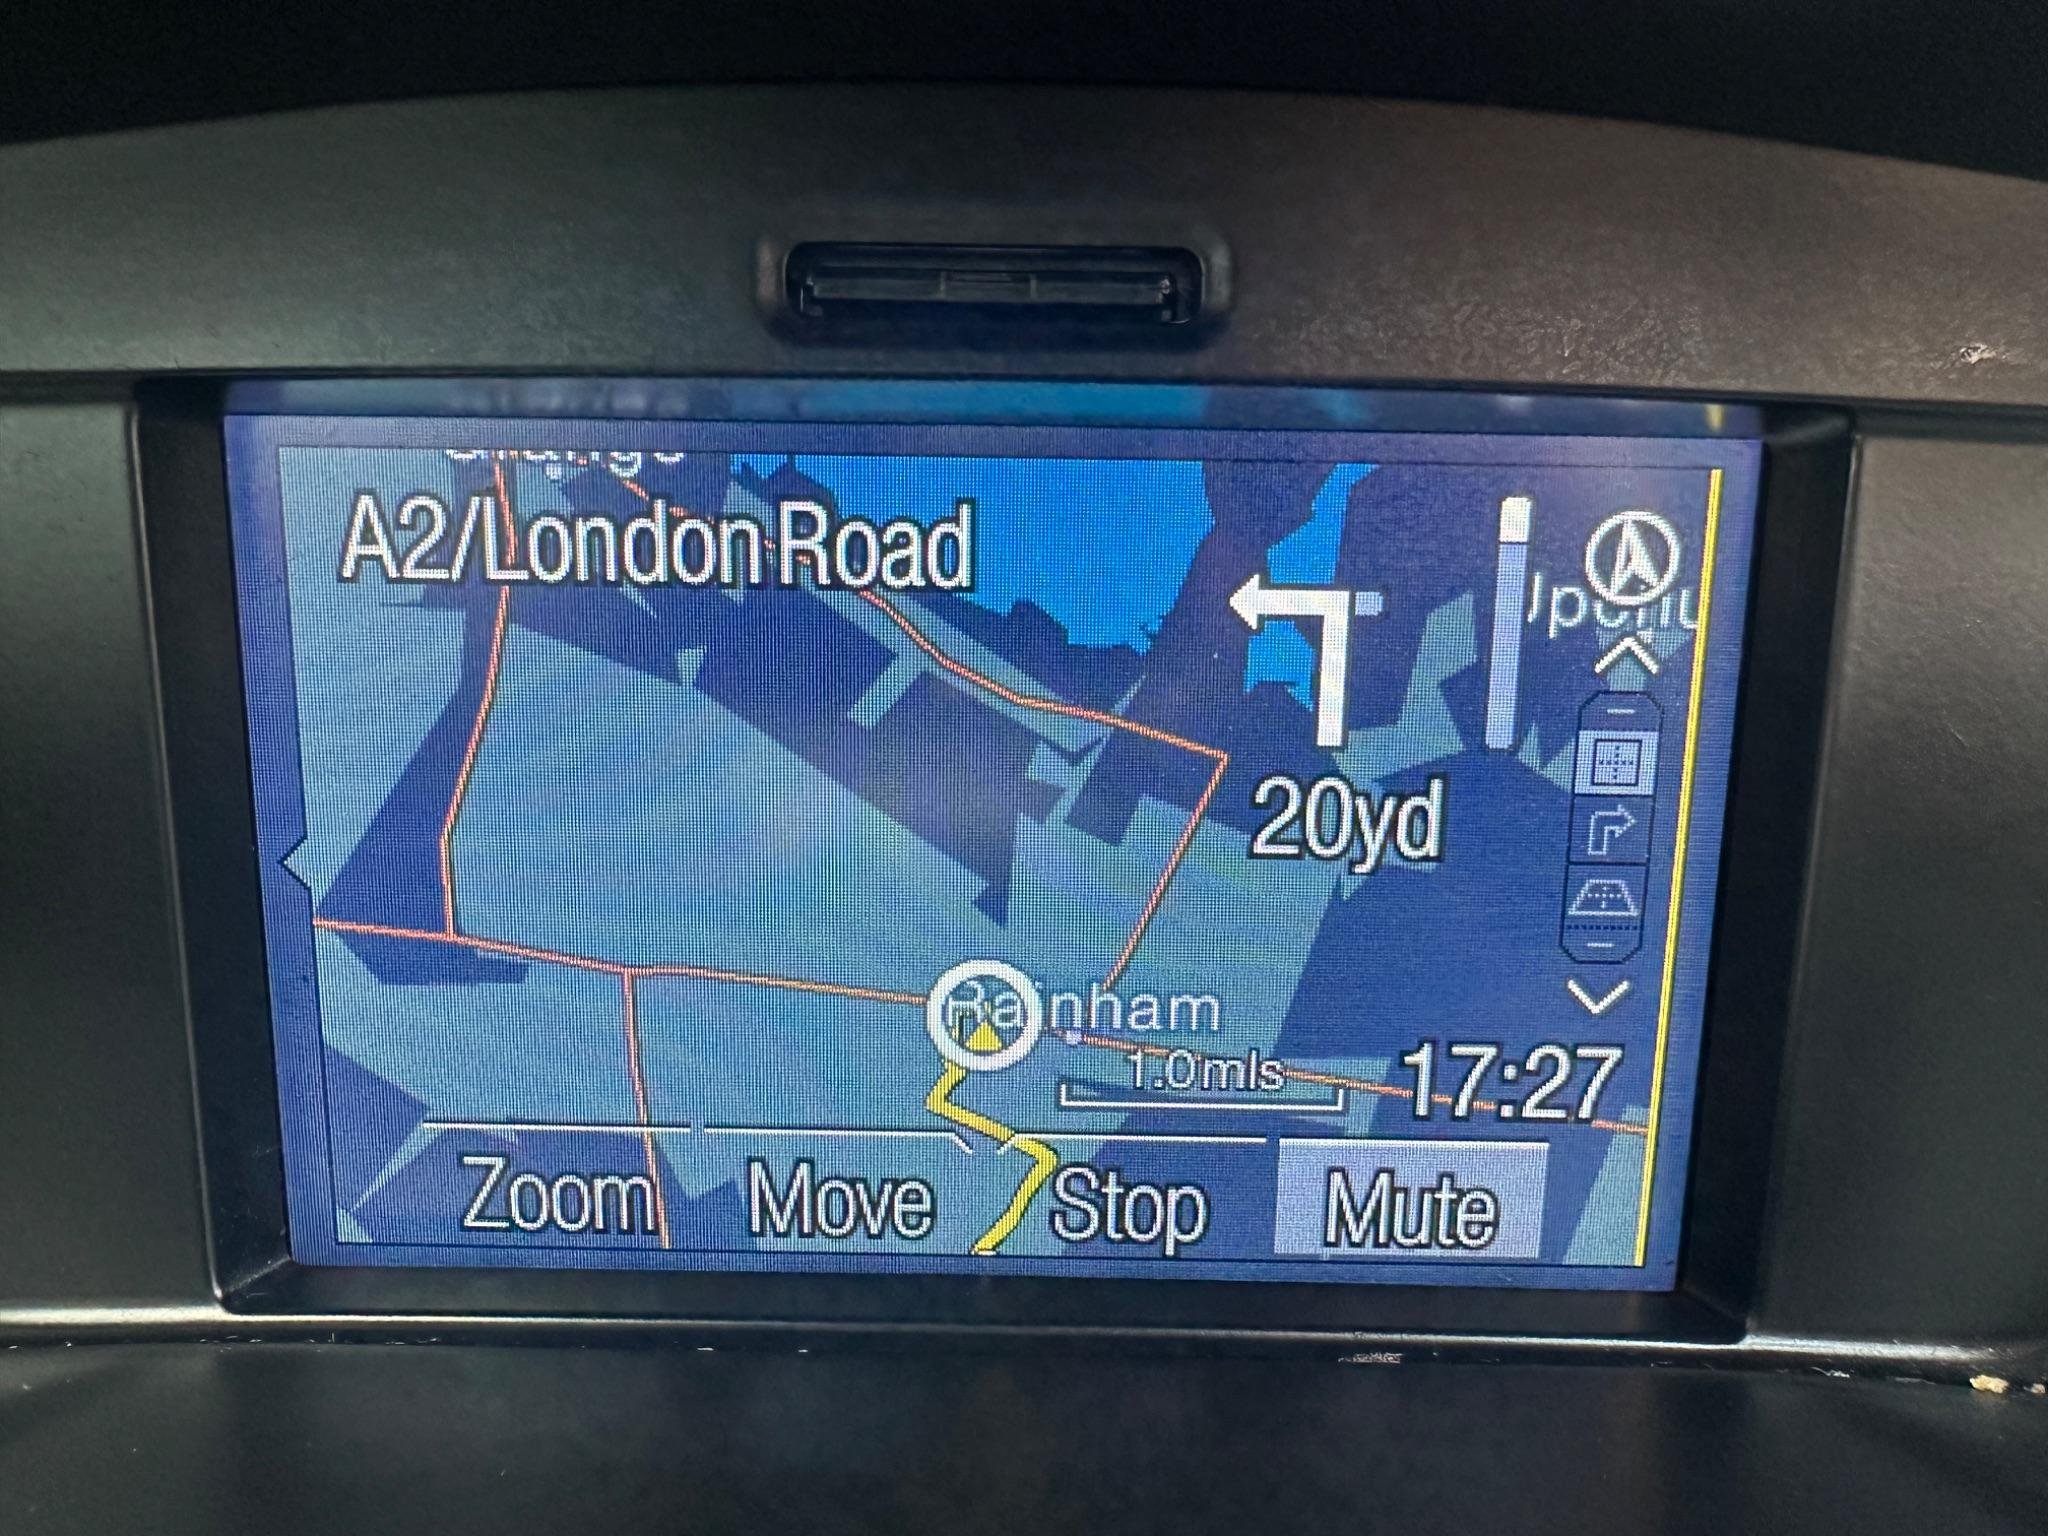 A2/London Road
20yd
Rainham
1.0mls
17:27
Zoom Move Stop Mute